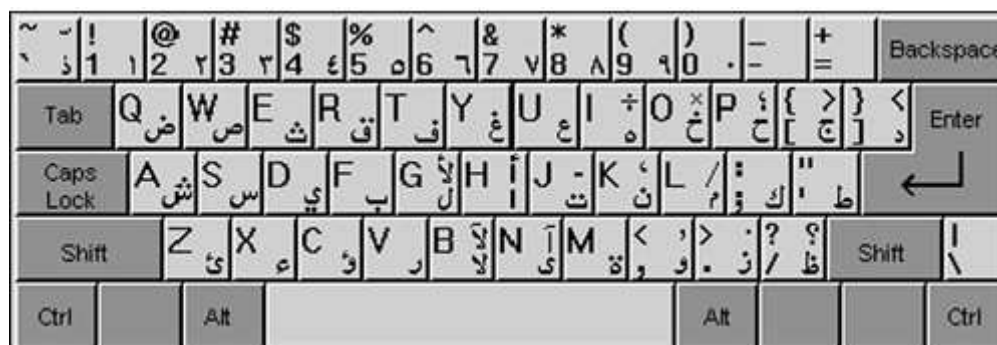 ~ ّ ! @ # $ % ^ & * ( ) _ + Backspace
` ذ 1 ١ 2 ٢ 3 ٣ 4 ٤ 5 ٥ 6 ٦ 7 ٧ 8 ٨ 9 ٩ 0 ٠ - =
Tab Q ض W ص E ث R ق T ف Y غ U ع I ÷ ه O × خ P ؛ ح { [ > ج } ] < د Enter
Caps Lock A ش S س D ي F ب G لأ ل H أ ا J - ت K ، ن L / م : ; ك " ' ط
Shift Z ئ X ء C ؤ V ر B لآ لآ N آ ى M ة < , ’ و > . . ز ? / ؟ ظ Shift | \
Ctrl Alt Alt Ctrl